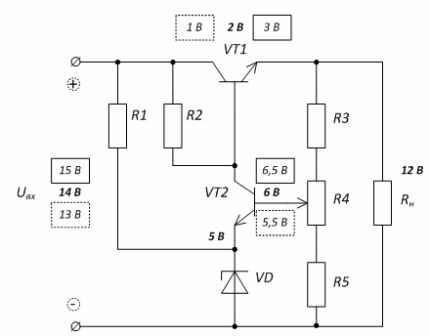 1 В 2 В 3 В
VT1
+
R1 R2 R3
15 В
Uвх 14 В
13 В
VT2
6,5 В
6 В
5,5 В
R4
12 В
Rн
5 В
VD
R5
-